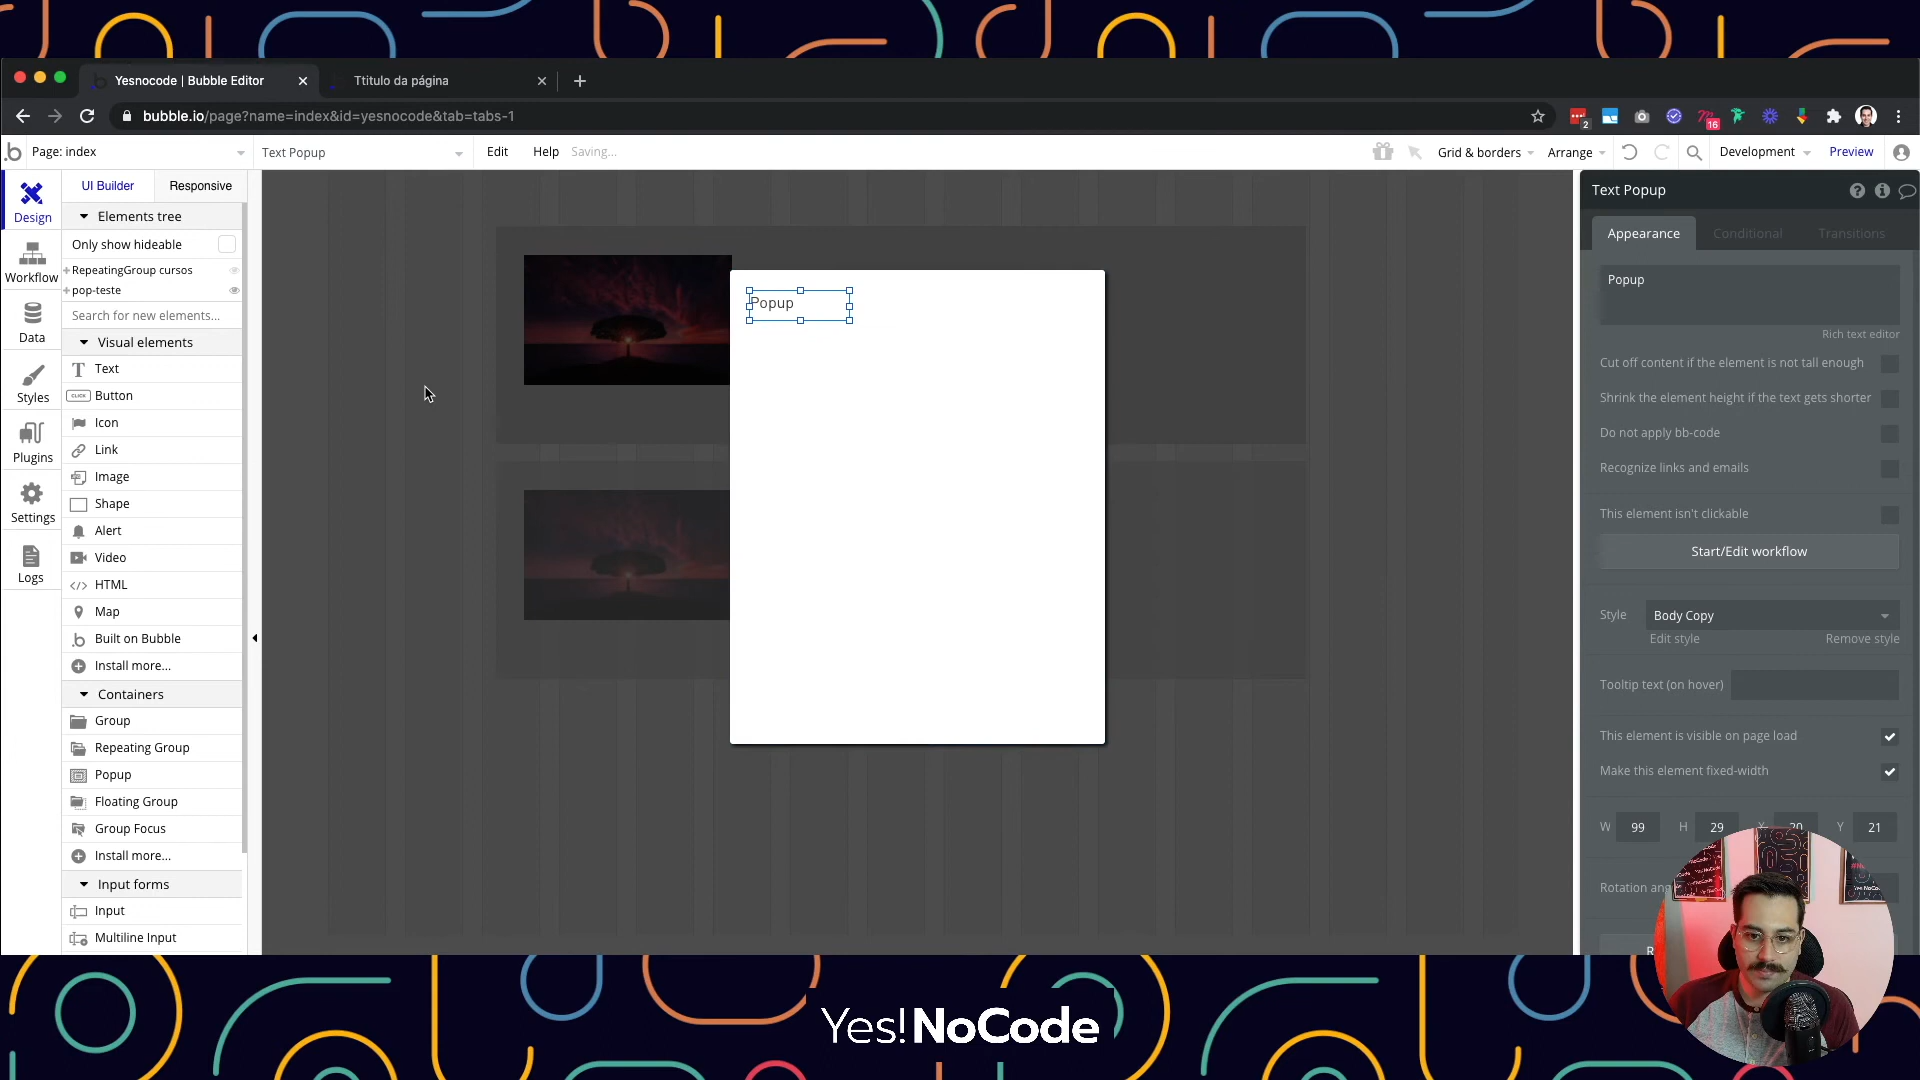 Yesnocode | Bubble Editor
Ttitulo da página
bubble.io/page?name=index&id=yesnocode&tab=tabs-1
2
16
Page: index
Text Popup
Edit
Help
Saving...
Grid & borders
Arrange
Development
Preview
Design
Workflow
Data
Styles
Plugins
Settings
Logs
UI Builder
Responsive
Elements tree
Only show hideable
RepeatingGroup cursos
pop-teste
Search for new elements...
Visual elements
Text
CLICK Button
Icon
Link
Image
Shape
Alert
Video
HTML
Map
Built on Bubble
Install more...
Containers
Group
Repeating Group
Popup
Floating Group
Group Focus
Install more...
Input forms
Input
Multiline Input
Popup
Text Popup
Appearance
Conditional
Transitions
Popup
Rich text editor
Cut off content if the element is not tall enough
Shrink the element height if the text gets shorter
Do not apply bb-code
Recognize links and emails
This element isn't clickable
Start/Edit workflow
Style
Body Copy
Edit style
Remove style
Tooltip text (on hover)
This element is visible on page load
Make this element fixed-width
W 99 H 29 X 20 Y 21
Rotation
Yes! NoCode